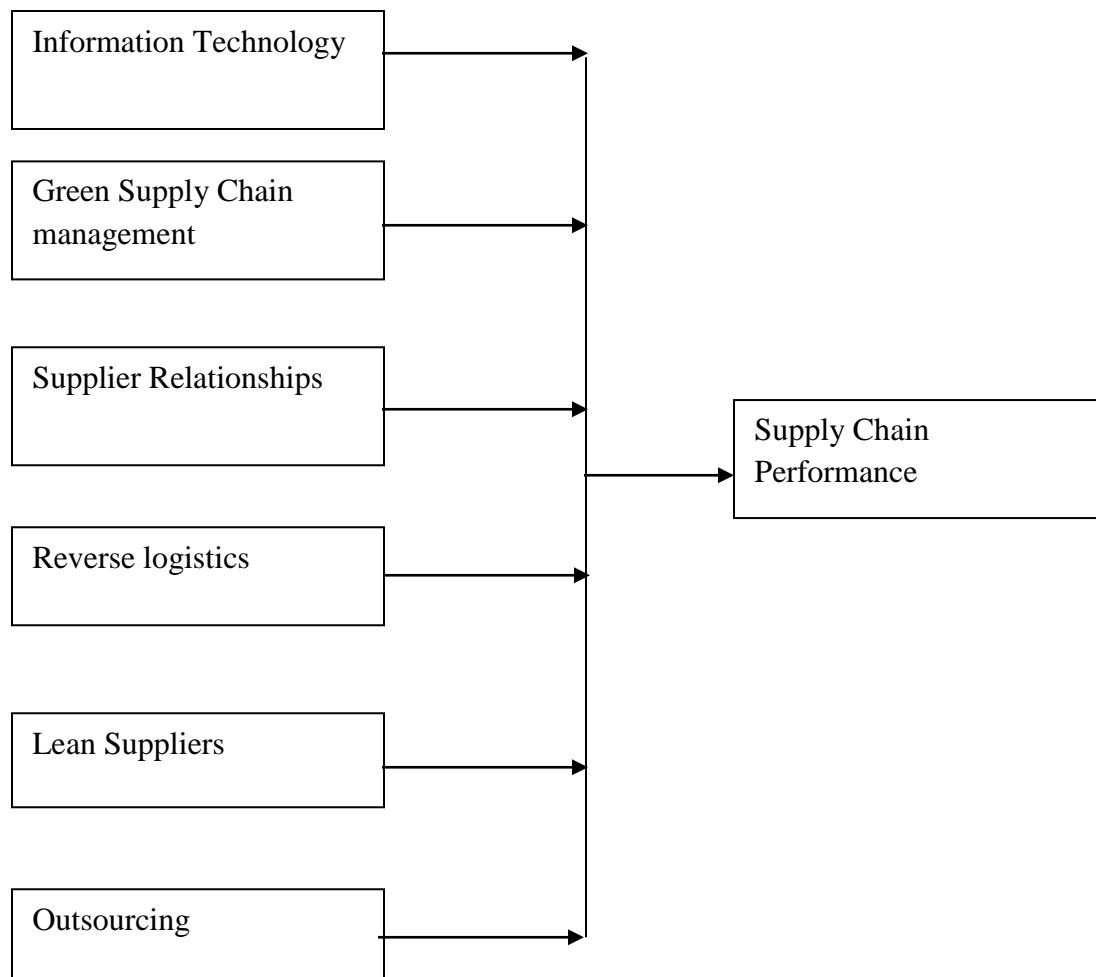 Information Technology
Green Supply Chain
management
Supplier Relationships
Supply Chain
Performance
Reverse logistics
Lean Suppliers
Outsourcing